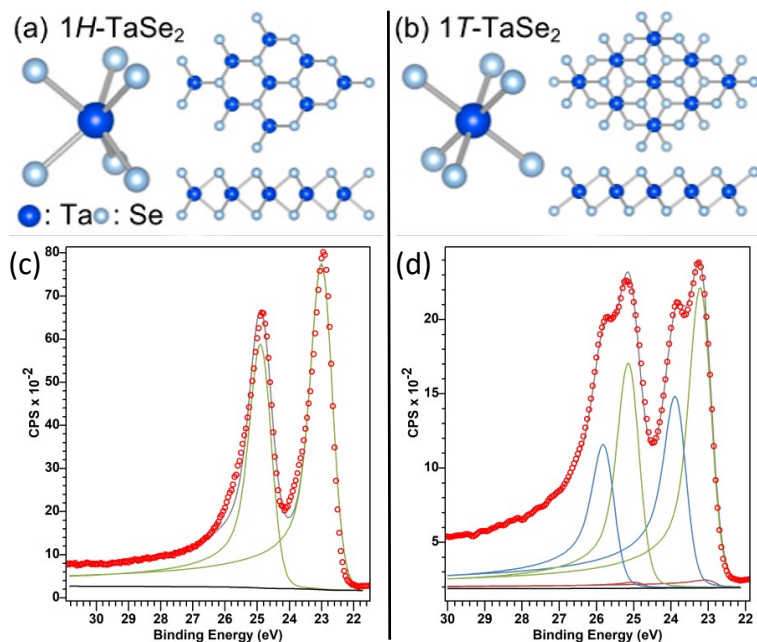 (a) 1H-TaSe2
(b) 1T-TaSe2
: Ta : Se
(c)
80
70
60
50
40
30
20
10
0
CPS x 10-2
30 29 28 27 26 25 24 23 22
Binding Energy (eV)
(d)
20
15
10
5
CPS x 10-2
30 29 28 27 26 25 24 23 22
Binding Energy (eV)